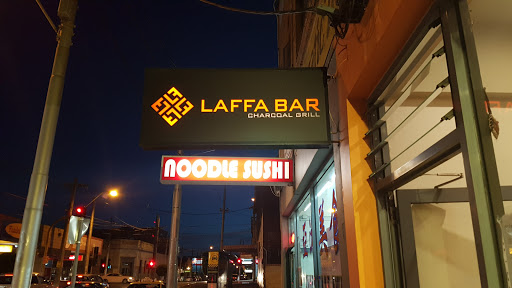 LAFFA BAR
CHARCOAL GRILL
NOODLE SUSHI